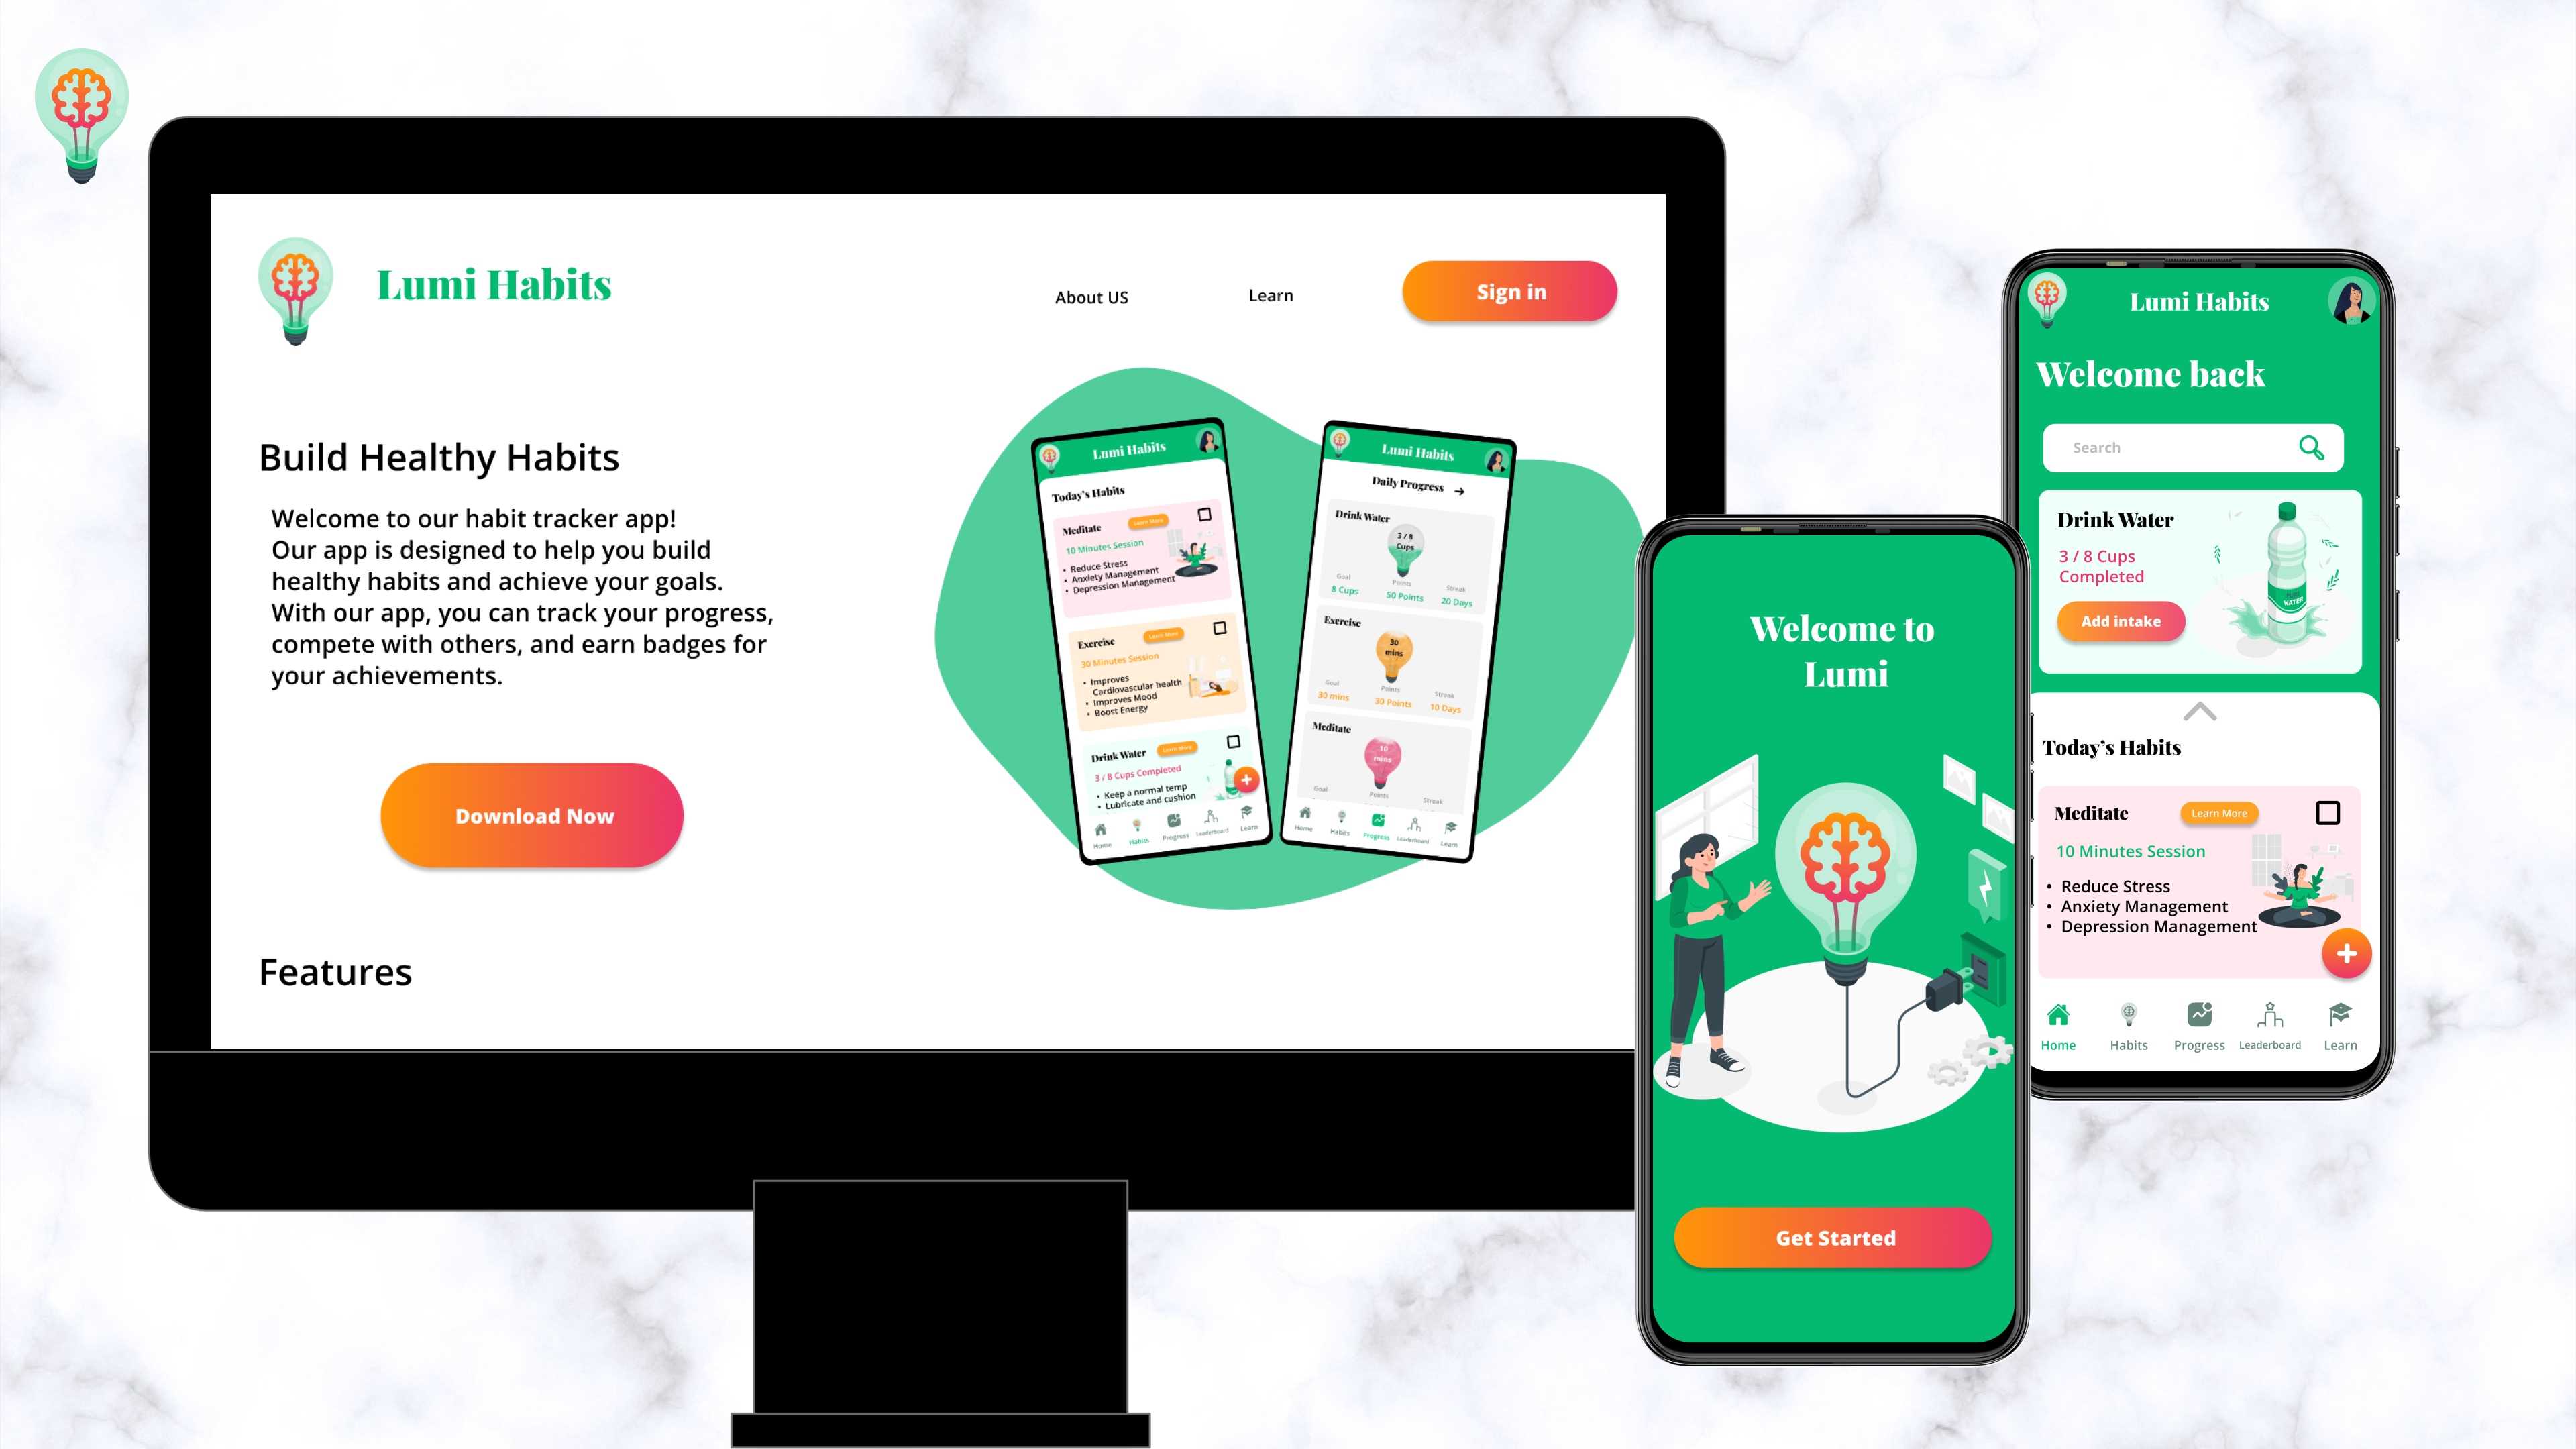 Lumi Habits
About US
Learn
Sign in
Build Healthy Habits
Welcome to our habit tracker app!
Our app is designed to help you build
healthy habits and achieve your goals.
With our app, you can track your progress,
compete with others, and earn badges for
your achievements.
Download Now
Features
Lumi Habits
Today's Habits
Meditate
Learn More
10 Minutes Session
• Reduce Stress
• Anxiety Management
• Depression Management
Exercise
Learn More
30 Minutes Session
• Improves
Cardiovascular health
• Improves Mood
• Boost Energy
Drink Water
Learn More
3 / 8 Cups Completed
• Keep a normal temp
• Lubricate and cushion
Home
Habits
Progress
Leaderboard
Learn
Lumi Habits
Daily Progress →
Drink Water
3 / 8
Cups
Goal
Points
Streak
8 Cups
50 Points
20 Days
Exercise
30
mins
Goal
Points
Streak
30 mins
30 Points
10 Days
Meditate
10
mins
Goal
Points
Streak
Home
Habits
Progress
Leaderboard
Learn
Welcome to
Lumi
Get Started
Lumi Habits
Welcome back
Search
Drink Water
3 / 8 Cups
Completed
Add intake
PURE
WATER
Today's Habits
Meditate
Learn More
10 Minutes Session
• Reduce Stress
• Anxiety Management
• Depression Management
Home
Habits
Progress
Leaderboard
Learn